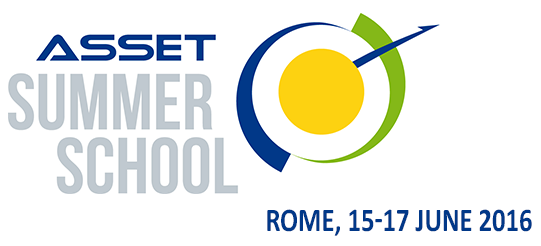 ASSET
SUMMER
SCHOOL
ROME, 15-17 JUNE 2016